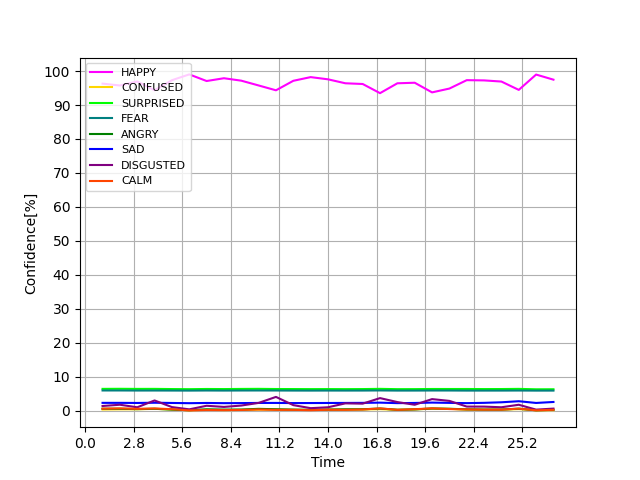 100
90
80
70
60
50
40
30
20
10
0
Confidence[%]
HAPPY
CONFUSED
SURPRISED
FEAR
ANGRY
SAD
DISGUSTED
CALM
0.0 2.8 5.6 8.4 11.2 14.0 16.8 19.6 22.4 25.2
Time